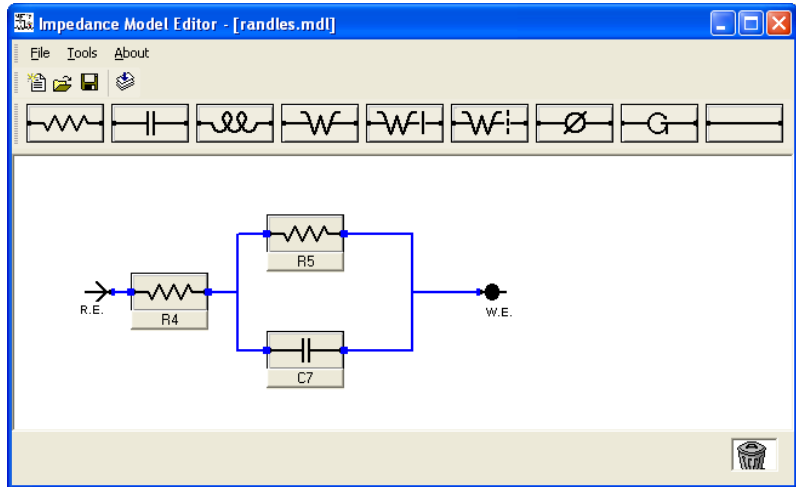 Impedance Model Editor - [randles.mdl]
File Tools About
R5
R.E.
R4
W.E.
C7